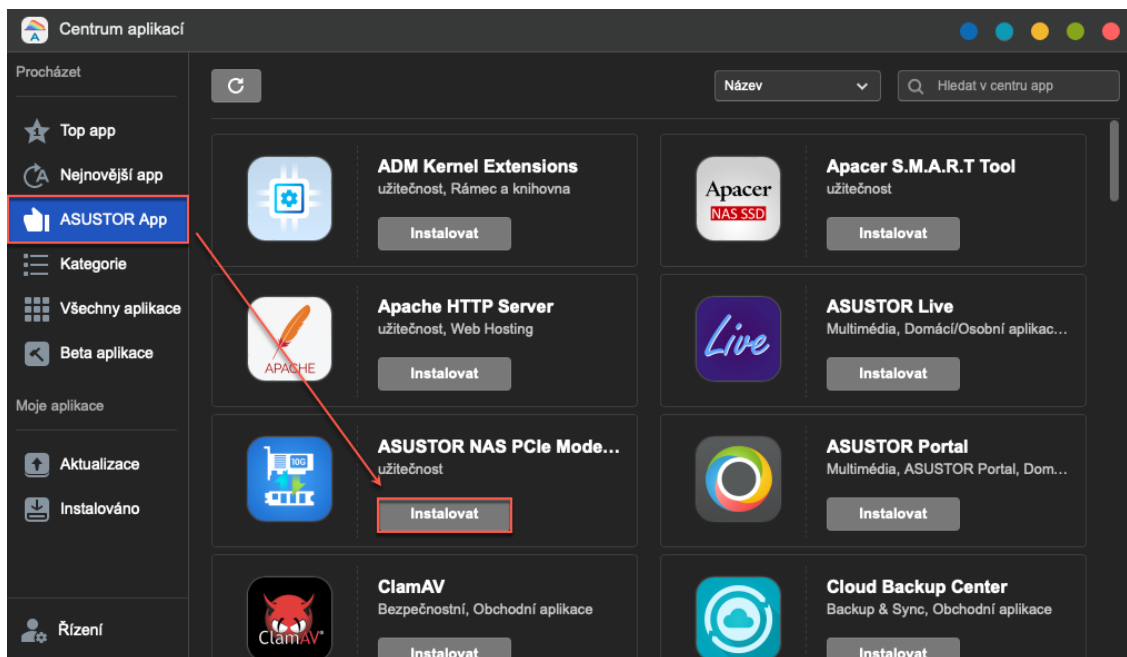 Centrum aplikací
Procházet
Top app
Nejnovější app
ASUSTOR App
Kategorie
Všechny aplikace
Beta aplikace
Moje aplikace
Aktualizace
Instalováno
Řízení
Název
Hledat v centru app
ADM Kernel Extensions
užitečnost, Rámec a knihovna
Instalovat
Apacer
NAS SSD
Apacer S.M.A.R.T Tool
užitečnost
Instalovat
APACHE
Apache HTTP Server
užitečnost, Web Hosting
Instalovat
Live
ASUSTOR Live
Multimédia, Domácí/Osobní aplikac...
Instalovat
10G
ASUSTOR NAS PCIe Mode...
užitečnost
Instalovat
ASUSTOR Portal
Multimédia, ASUSTOR Portal, Dom...
Instalovat
ClamAV
ClamAV
Bezpečnostní, Obchodní aplikace
Instalovat
Cloud Backup Center
Backup & Sync, Obchodní aplikace
Instalovat